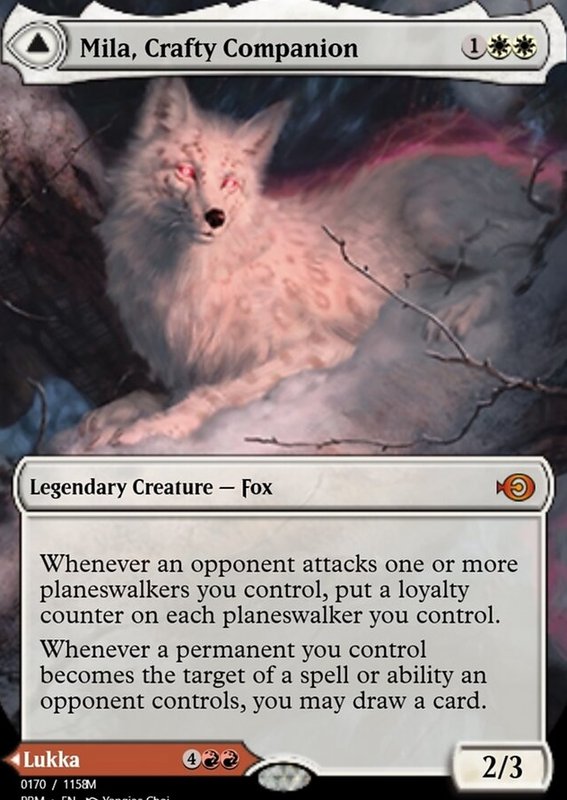 Mila, Crafty Companion 1
Legendary Creature — Fox
Whenever an opponent attacks one or more
planeswalkers you control, put a loyalty
counter on each planeswalker you control.
Whenever a permanent you control
becomes the target of a spell or ability an
opponent controls, you may draw a card.
Lukka 4
2/3
0170 / 1158M